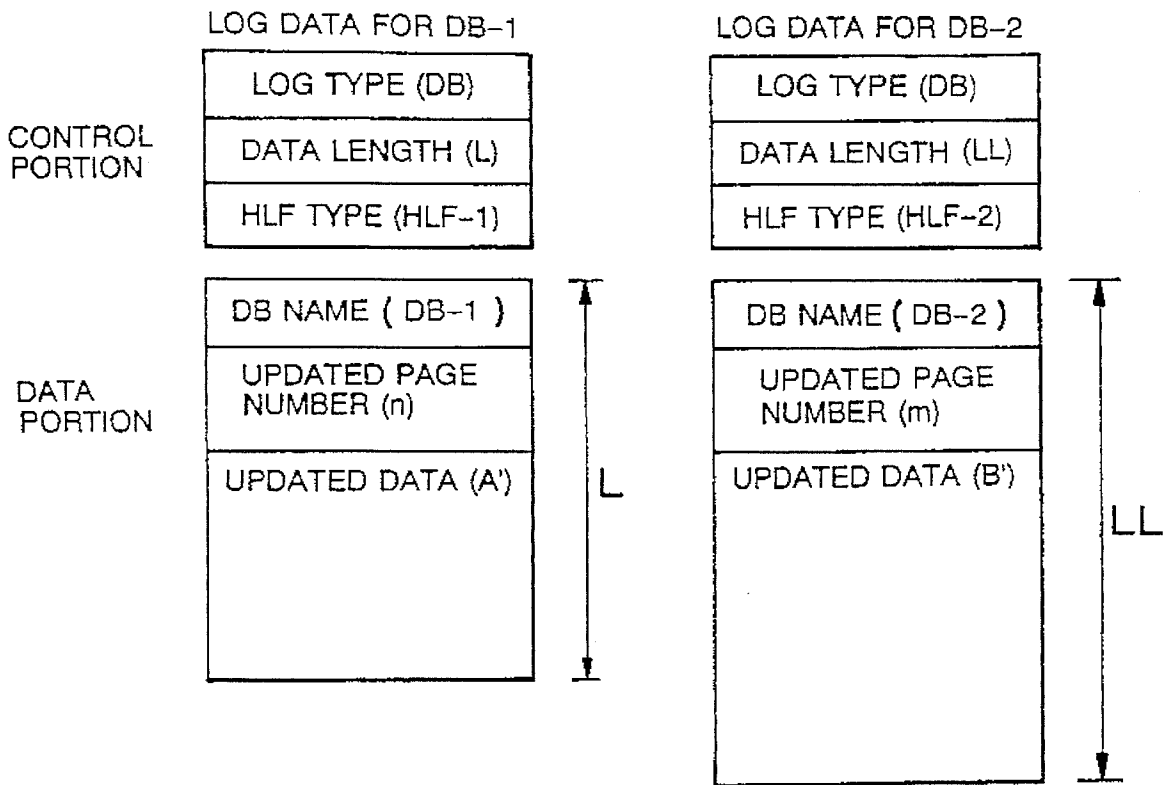 LOG DATA FOR DB-1
LOG TYPE (DB)
CONTROL
PORTION
DATA LENGTH (L)
HLF TYPE (HLF-1)
DATA
PORTION
DB NAME ( DB-1 )
UPDATED PAGE
NUMBER (n)
UPDATED DATA (A')
L
LOG DATA FOR DB-2
LOG TYPE (DB)
DATA LENGTH (LL)
HLF TYPE (HLF-2)
DB NAME ( DB-2 )
UPDATED PAGE
NUMBER (m)
UPDATED DATA (B')
LL